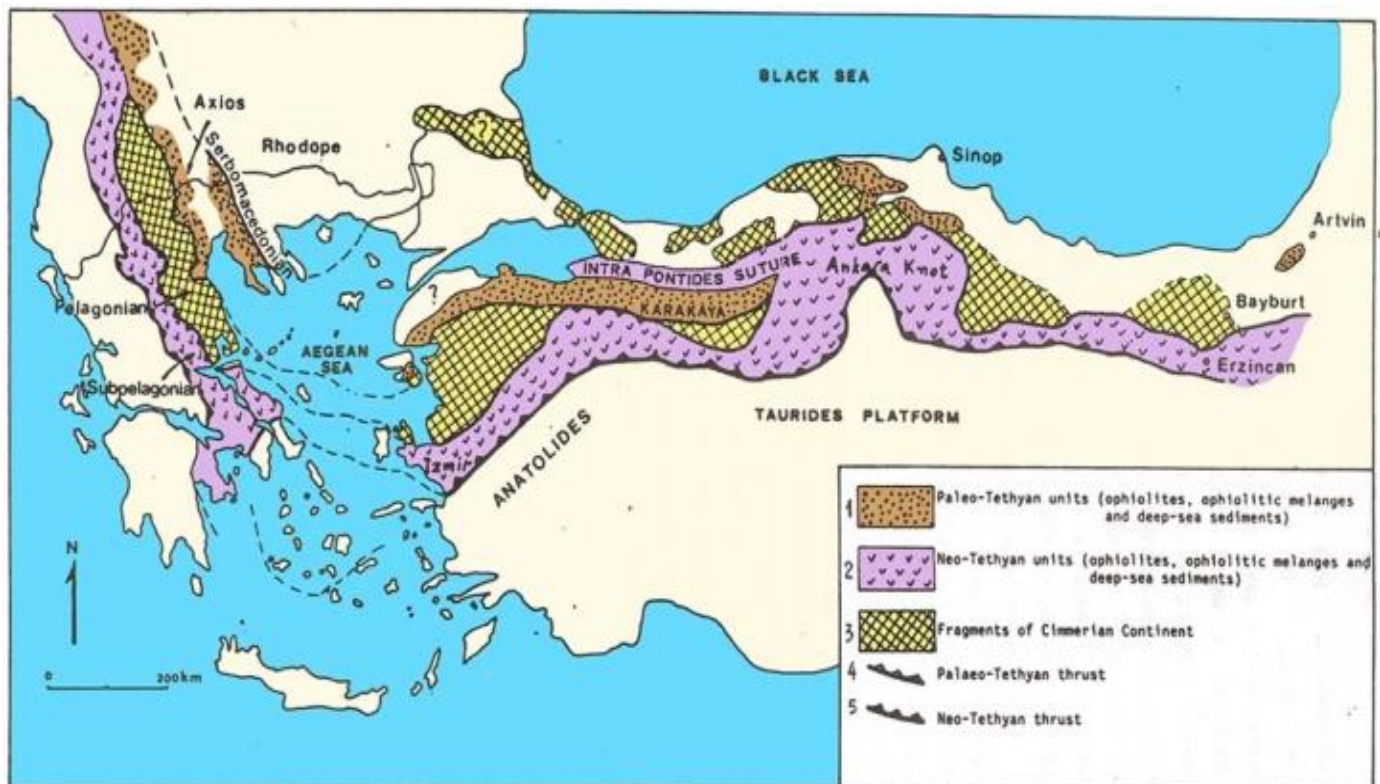 BLACK SEA
Axios
Serbomacedonian
Rhodope
?
Sinop
Artvin
INTRA PONTIDES SUTURE
Ankara Knot
?
KARAKAYA
Bayburt
Pelagonian
AEGEAN
SEA
Erzincan
Subpelagonian
TAURIDES PLATFORM
Izmir
ANATOLIDES
N
0 200km
1 Paleo-Tethyan units (ophiolites, ophiolitic melanges
and deep-sea sediments)
2 Neo-Tethyan units (ophiolites, ophiolitic melanges and
deep-sea sediments)
3 Fragments of Cimmerian Continent
4 Palaeo-Tethyan thrust
5 Neo-Tethyan thrust